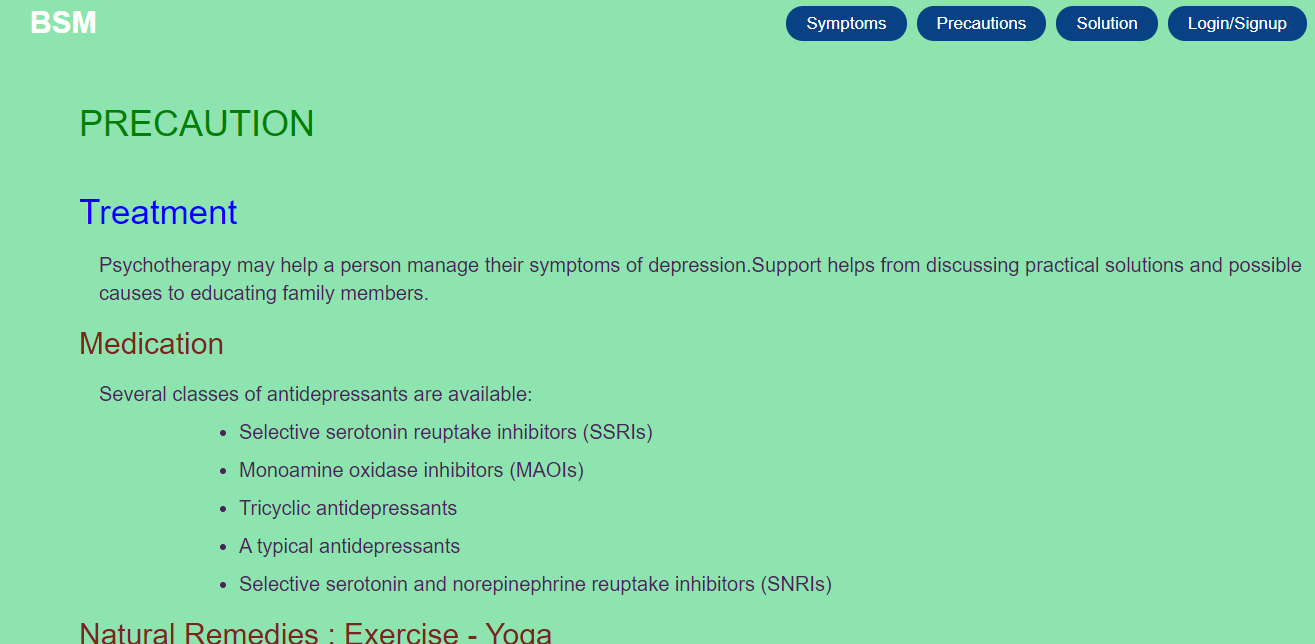 BSM
Symptoms
Precautions
Solution
Login/Signup
PRECAUTION
Treatment
Psychotherapy may help a person manage their symptoms of depression.Support helps from discussing practical solutions and possible
causes to educating family members.
Medication
Several classes of antidepressants are available:
• Selective serotonin reuptake inhibitors (SSRIs)
• Monoamine oxidase inhibitors (MAOIs)
• Tricyclic antidepressants
• A typical antidepressants
• Selective serotonin and norepinephrine reuptake inhibitors (SNRIs)
Natural Remedies : Exercise - Yoga